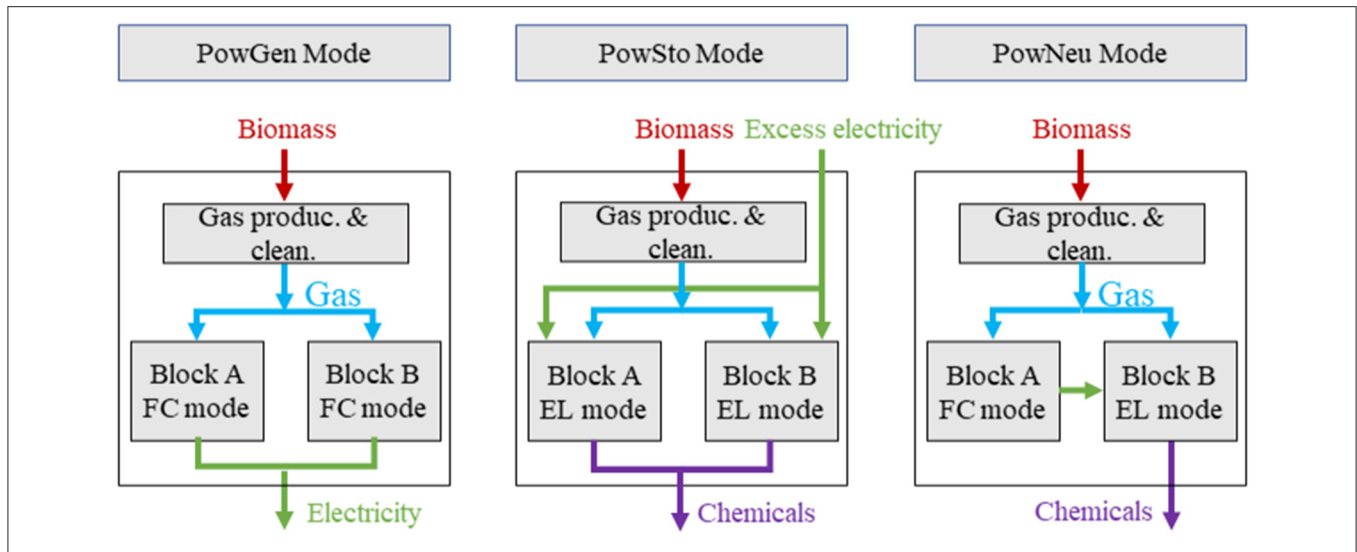 PowGen Mode
PowSto Mode
PowNeu Mode
Biomass
Biomass Excess electricity
Biomass
Gas produc. &
clean.
Gas produc. &
clean.
Gas produc. &
clean.
Gas
Gas
Block A
FC mode
Block B
FC mode
Block A
EL mode
Block B
EL mode
Block A
FC mode
Block B
EL mode
Electricity
Chemicals
Chemicals